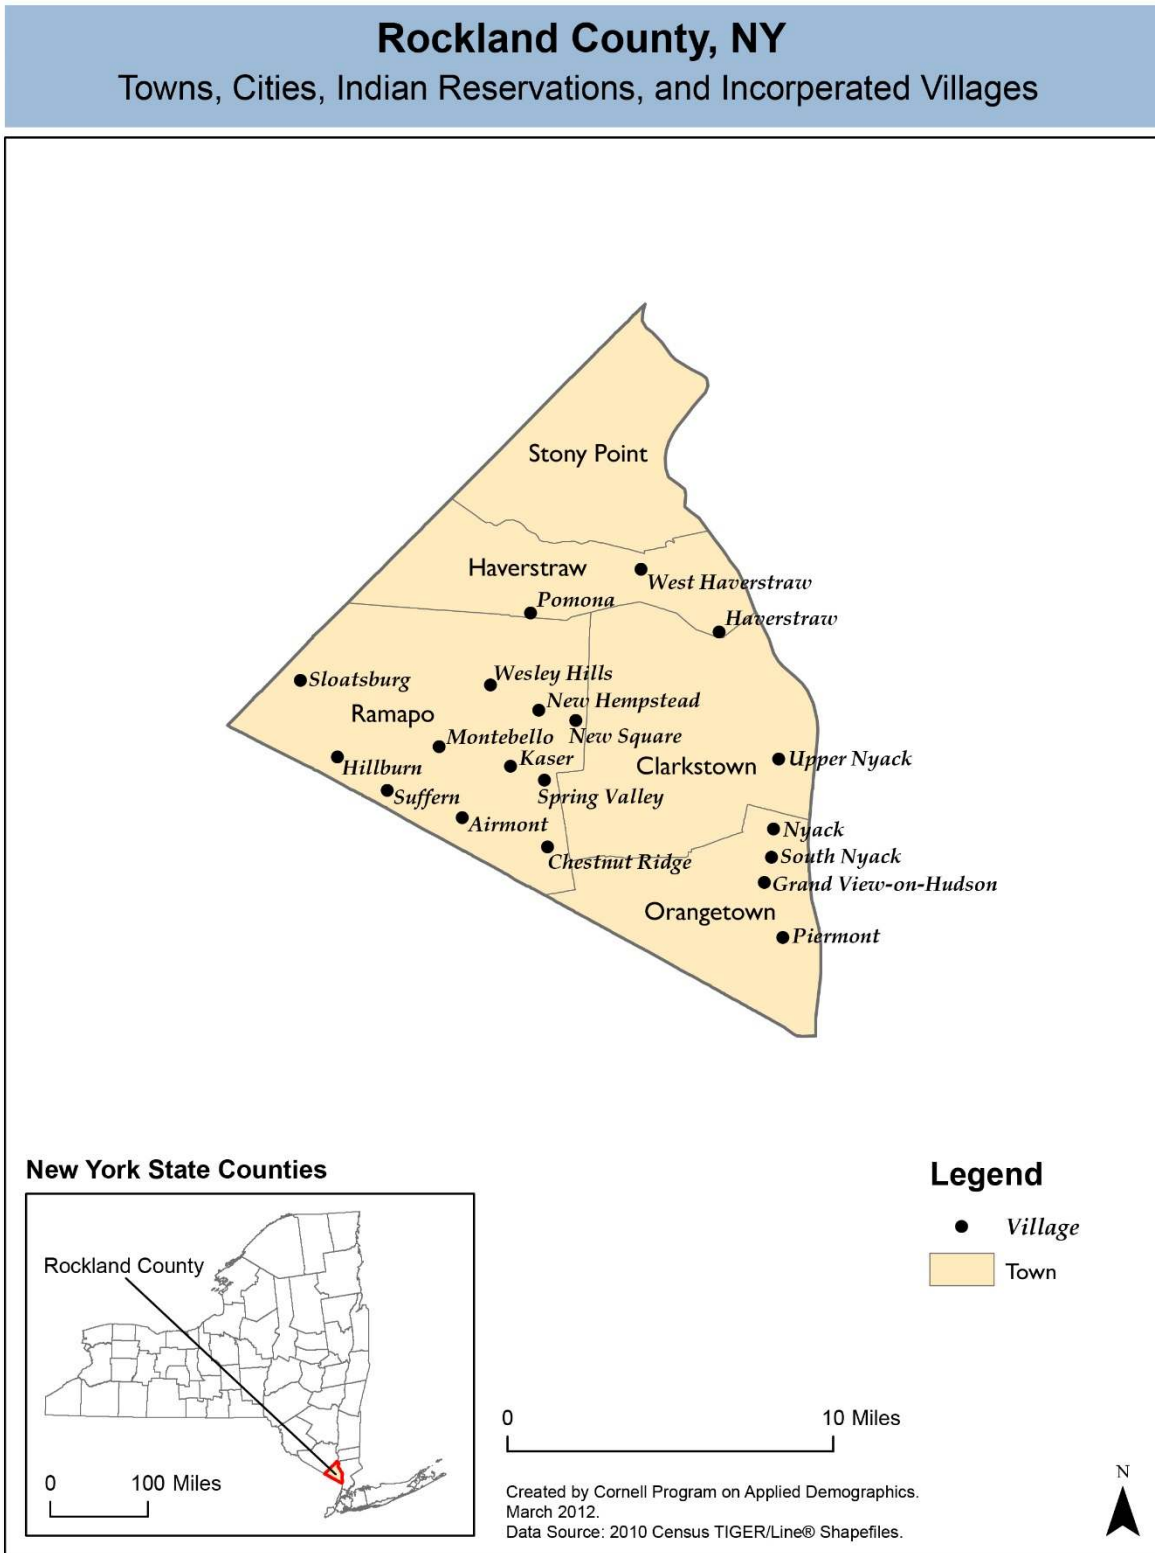 Rockland County, NY
Towns, Cities, Indian Reservations, and Incorperated Villages
Stony Point
Haverstraw
West Haverstraw
Pomona
Haverstraw
Wesley Hills
Sloatsburg
New Hempstead
Ramapo
New Square
Montebello
Kaser
Clarkstown
Upper Nyack
Hillburn
Suffern
Spring Valley
Airmont
Nyack
Chestnut Ridge
South Nyack
Grand View-on-Hudson
Orangetown
Piermont
New York State Counties
Rockland County
0
100 Miles
Legend
Village
Town
0
10 Miles
Created by Cornell Program on Applied Demographics.
March 2012.
Data Source: 2010 Census TIGER/Line® Shapefiles.
N